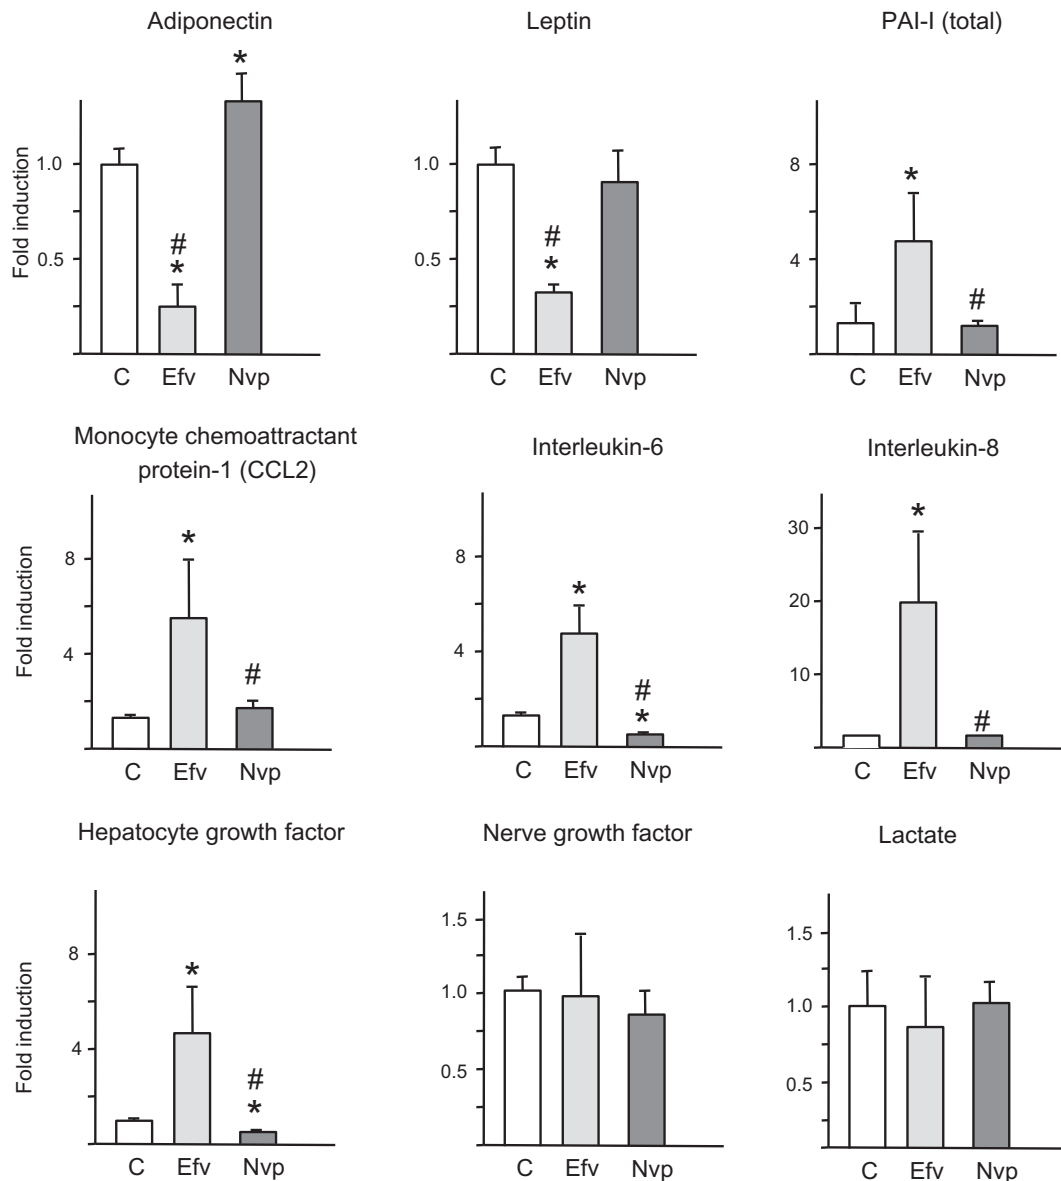 Adiponectin
Leptin
PAI-I (total)
Fold induction
1.0
0.5
#
*
*
C Efv Nvp
1.0
0.5
#
*
C Efv Nvp
8
4
*
#
C Efv Nvp
Monocyte chemoattractant
protein-1 (CCL2)
Interleukin-6
Interleukin-8
Fold induction
8
4
*
#
C Efv Nvp
8
4
*
#
*
C Efv Nvp
30
20
10
*
#
C Efv Nvp
Hepatocyte growth factor
Nerve growth factor
Lactate
Fold induction
8
4
*
#
*
C Efv Nvp
1.5
1.0
0.5
C Efv Nvp
1.5
1.0
0.5
C Efv Nvp